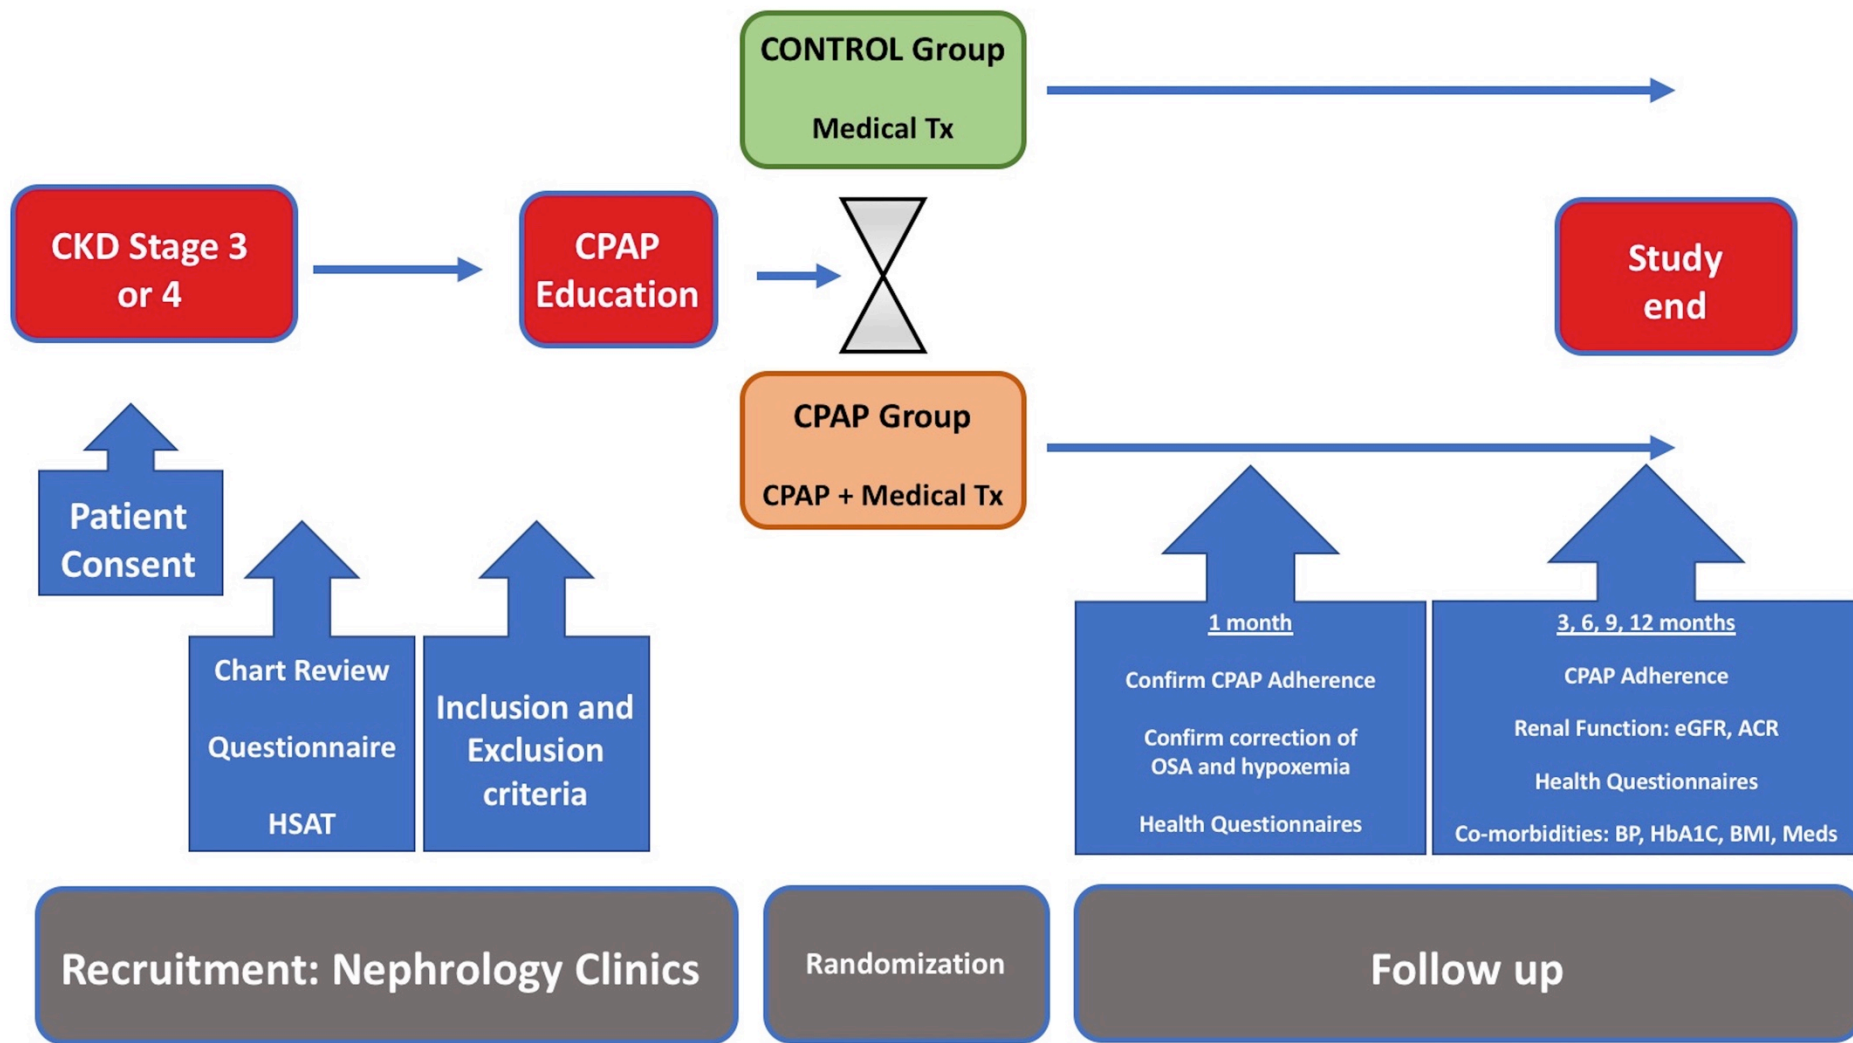 CONTROL Group
Medical Tx
CKD Stage 3
or 4
CPAP
Education
Study
end
CPAP Group
CPAP + Medical Tx
Patient
Consent
Chart Review
Questionnaire
HSAT
Inclusion and
Exclusion
criteria
1 month
Confirm CPAP Adherence
Confirm correction of
OSA and hypoxemia
Health Questionnaires
3, 6, 9, 12 months
CPAP Adherence
Renal Function: eGFR, ACR
Health Questionnaires
Co-morbidities: BP, HbA1C, BMI, Meds
Recruitment: Nephrology Clinics
Randomization
Follow up